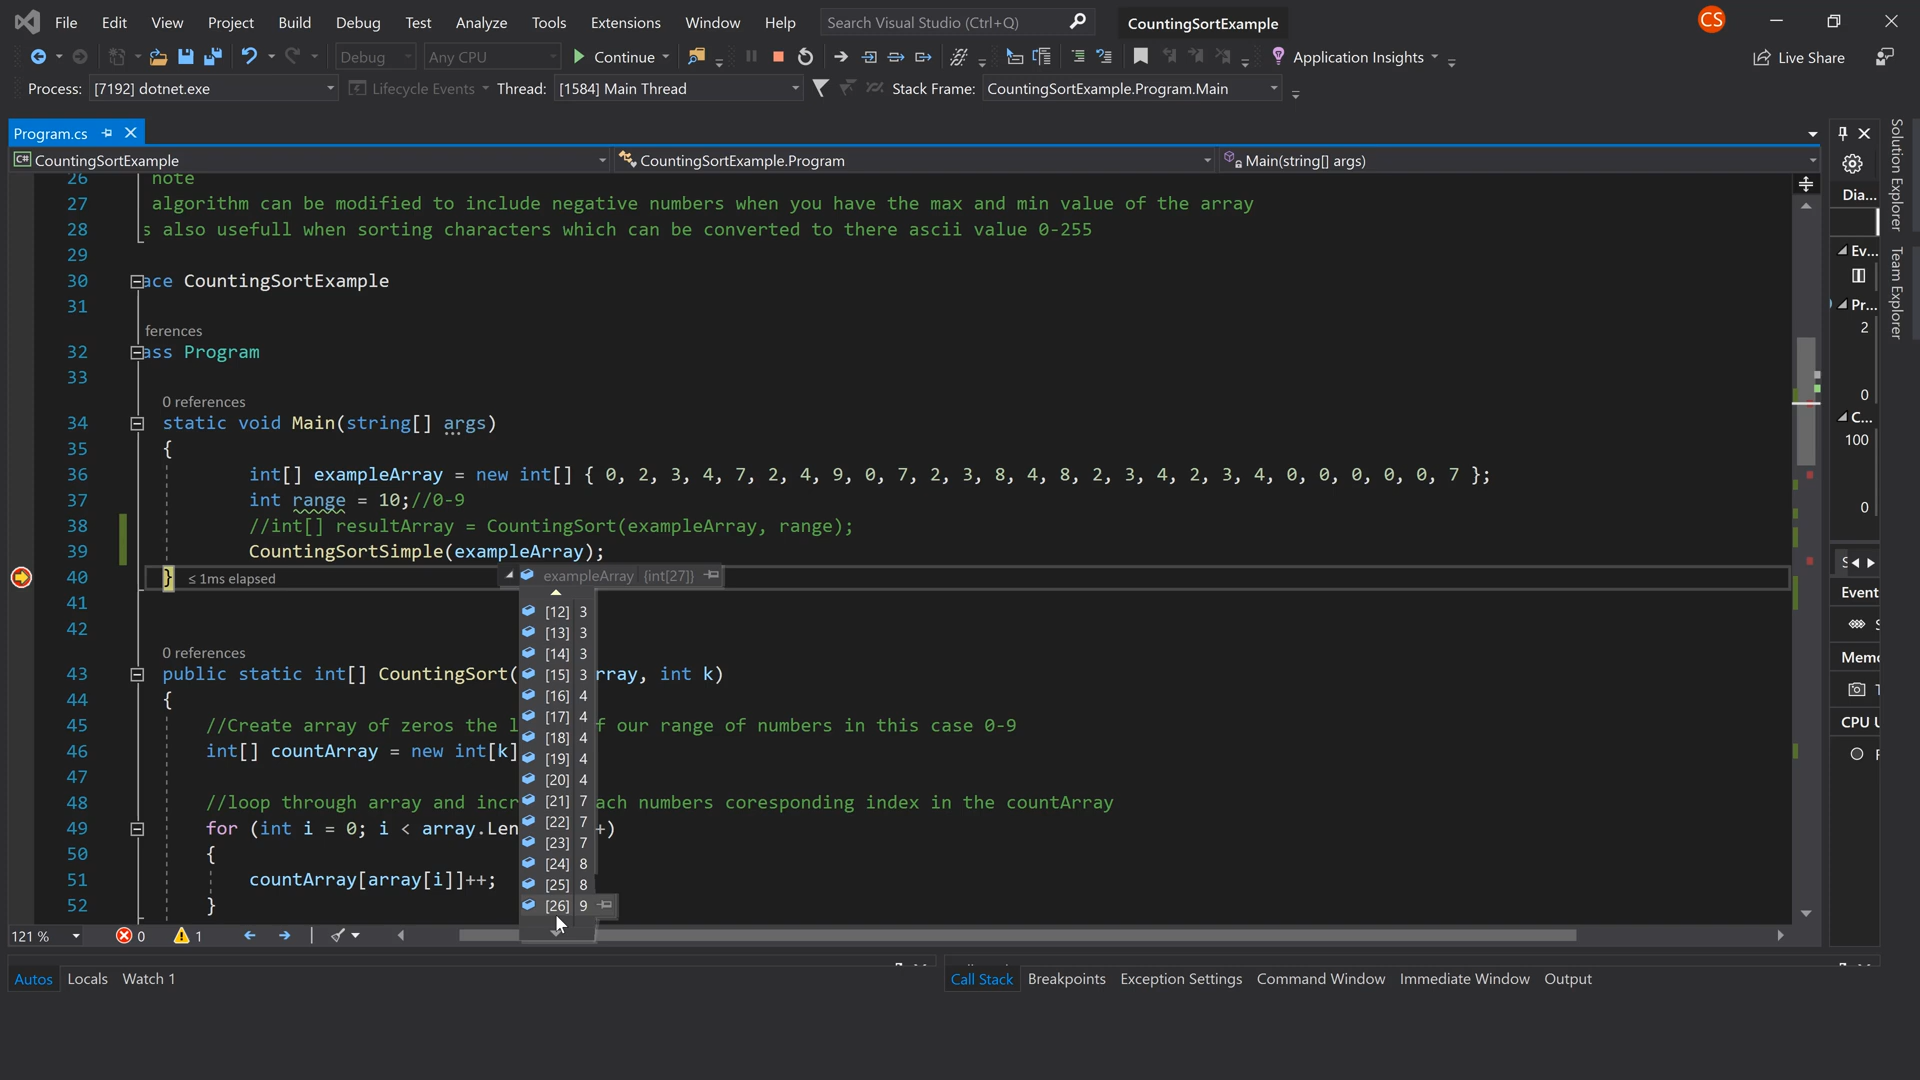 File Edit View Project Build Debug Test Analyze Tools Extensions Window Help Search Visual Studio (Ctrl+Q) CountingSortExample CS
Debug Any CPU Continue Application Insights Live Share
Process: [7192] dotnet.exe Lifecycle Events Thread: [1584] Main Thread Stack Frame: CountingSortExample.Program.Main
Program.cs
C# CountingSortExample CountingSortExample.Program Main(string[] args)
26 note
27 algorithm can be modified to include negative numbers when you have the max and min value of the array
28 s also usefull when sorting characters which can be converted to there ascii value 0-255
29
30 ace CountingSortExample
31
ferences
32 ass Program
33
0 references
34 static void Main(string[] args)
35 {
36 int[] exampleArray = new int[] { 0, 2, 3, 4, 7, 2, 4, 9, 0, 7, 2, 3, 8, 4, 8, 2, 3, 4, 2, 3, 4, 0, 0, 0, 0, 0, 7 };
37 int range = 10;//0-9
38 //int[] resultArray = CountingSort(exampleArray, range);
39 CountingSortSimple(exampleArray);
40 } ≤ 1ms elapsed
exampleArray {int[27]}
41
42
[12] 3
[13] 3
[14] 3
[15] 3
[16] 4
[17] 4
[18] 4
[19] 4
[20] 4
[21] 7
[22] 7
[23] 7
[24] 8
[25] 8
[26] 9
0 references
43 public static int[] CountingSort( rray, int k)
44 {
45 //Create array of zeros the l f our range of numbers in this case 0-9
46 int[] countArray = new int[k]
47
48 //loop through array and incr ach numbers coresponding index in the countArray
49 for (int i = 0; i < array.Len +)
50 {
51 countArray[array[i]]++;
52 }
121 % 0 1
Autos Locals Watch 1 Call Stack Breakpoints Exception Settings Command Window Immediate Window Output
Dia...
Ev...
Pr...
2
0
C...
100
0
Event
Memo
CPU U
Solution Explorer
Team Explorer